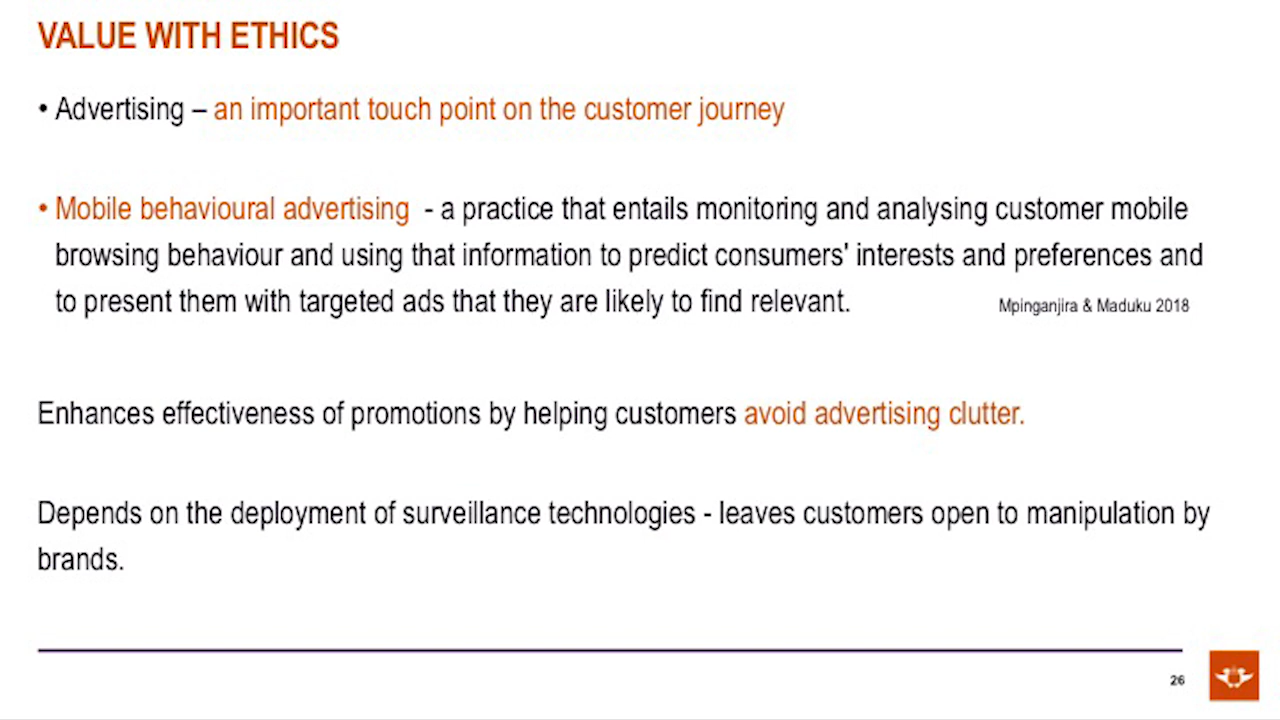 VALUE WITH ETHICS
• Advertising – an important touch point on the customer journey
• Mobile behavioural advertising - a practice that entails monitoring and analysing customer mobile
browsing behaviour and using that information to predict consumers' interests and preferences and
to present them with targeted ads that they are likely to find relevant.
Mpinganjira & Maduku 2018
Enhances effectiveness of promotions by helping customers avoid advertising clutter.
Depends on the deployment of surveillance technologies - leaves customers open to manipulation by
brands.
26